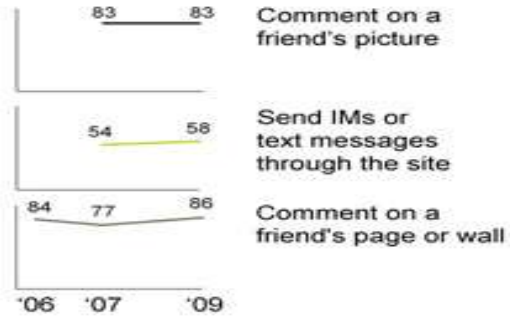 83 83
Comment on a
friend's picture
54 58
Send IMs or
text messages
through the site
84 77 86
Comment on a
friend's page or wall
'06 '07 '09